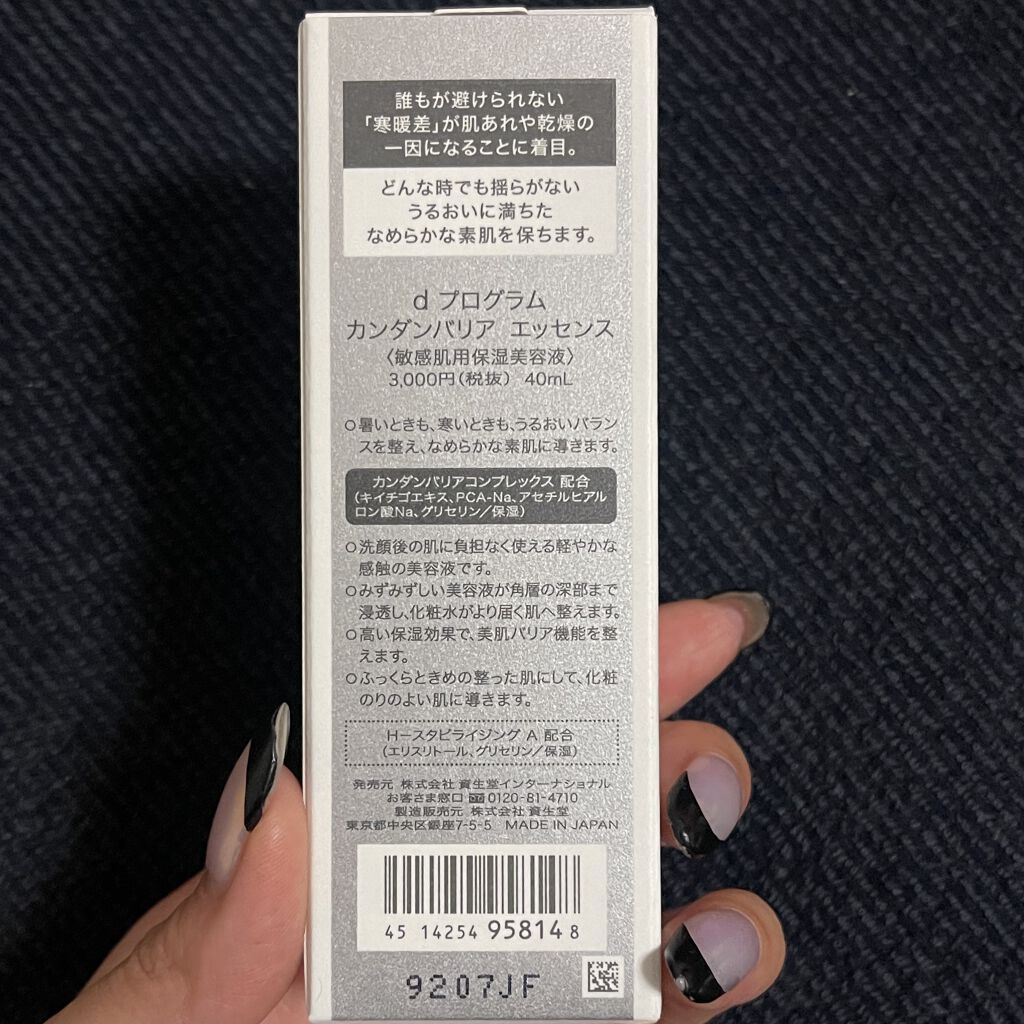 誰もが避けられない
「寒暖差」が肌あれや乾燥の
一因になることに着目。
どんな時でも揺らがない
うるおいに満ちた
なめらかな素肌を保ちます。
d プログラム
カンダンバリア エッセンス
〈敏感肌用保湿美容液〉
3,000円(税抜) 40mL
○暑いときも、寒いときも、うるおいバラン
スを整え、なめらかな素肌に導きます。
カンダンバリアコンプレックス 配合
(キイチゴエキス、PCA-Na、アセチルヒアル
ロン酸Na、グリセリン/保湿)
○洗顔後の肌に負担なく使える軽やかな
感触の美容液です。
○みずみずしい美容液が角層の深部まで
浸透し、化粧水がより届く肌へ整えます。
○高い保湿効果で、美肌バリア機能を整
えます。
○ふっくらときめの整った肌にして、化粧
のりのよい肌に導きます。
H-スタビライジング A 配合
(エリスリトール、グリセリン/保湿)
発売元 株式会社 資生堂インターナショナル
お客さま窓口 0120-81-4710
製造販売元 株式会社 資生堂
東京都中央区銀座7-5-5 MADE IN JAPAN
45 14254 95814 8
9207JF